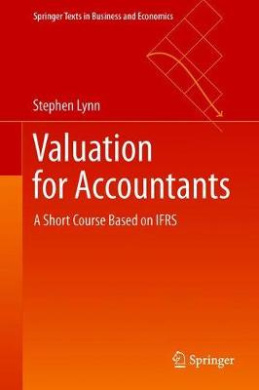 Springer Texts in Business and Economics
Stephen Lynn
Valuation
for Accountants
A Short Course Based on IFRS
Springer